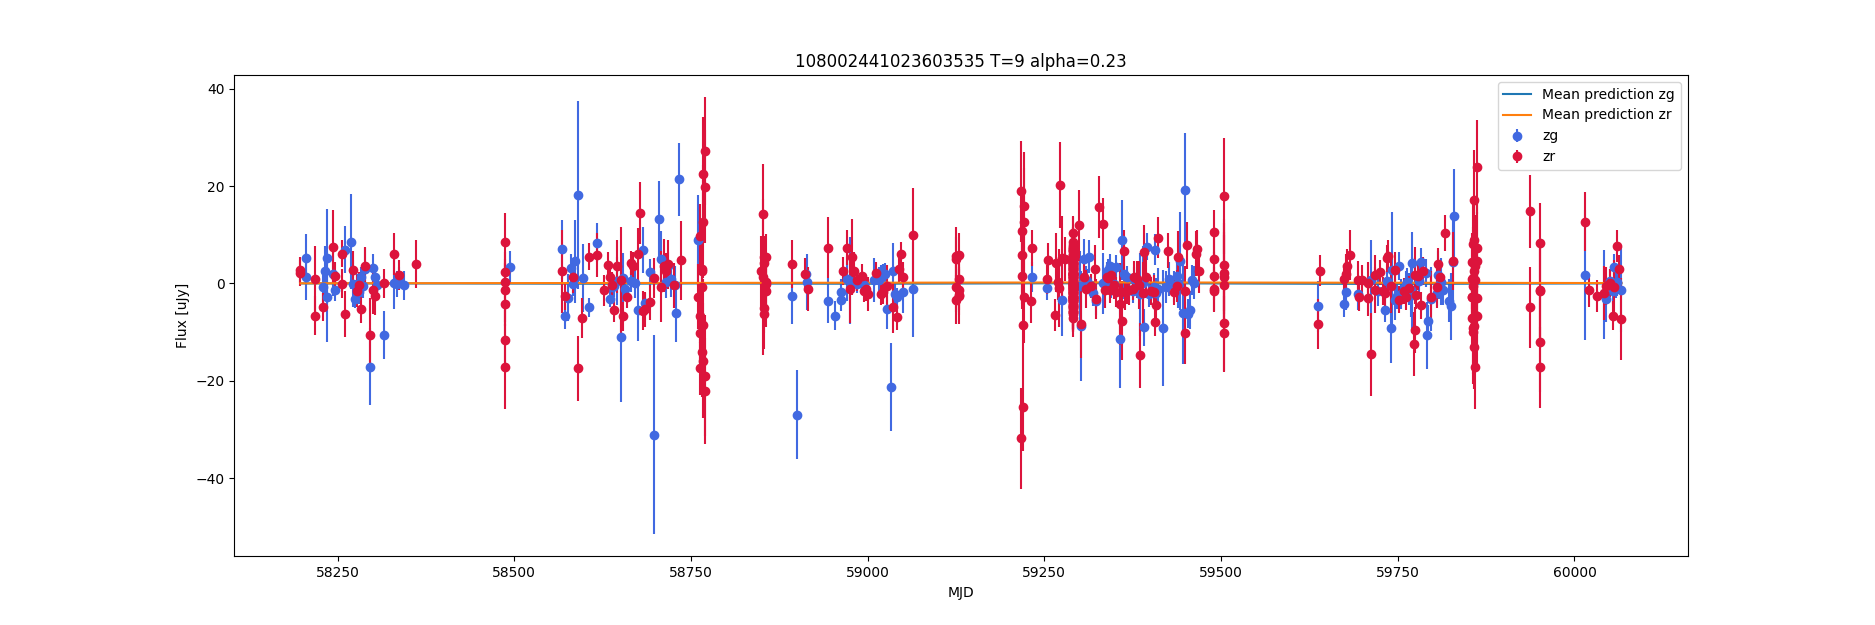 108002441023603535 T=9 alpha=0.23
Mean prediction zg
Mean prediction zr
zg
zr
40
20
0
−20
−40
Flux [uJy]
58250 58500 58750 59000 59250 59500 59750 60000
MJD